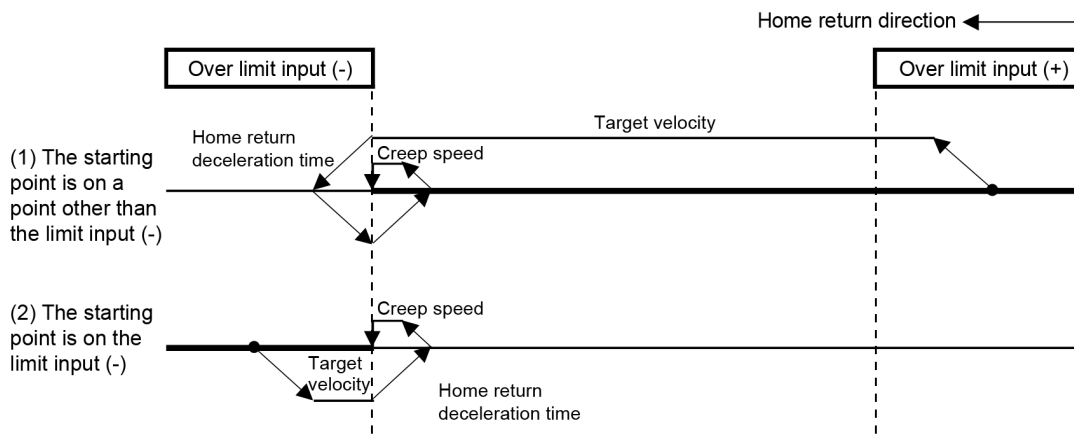 Home return direction
Over limit input (-)
Over limit input (+)
(1) The starting
point is on a
point other than
the limit input (-)
Home return
deceleration time
Target velocity
Creep speed
(2) The starting
point is on the
limit input (-)
Creep speed
Target
velocity
Home return
deceleration time